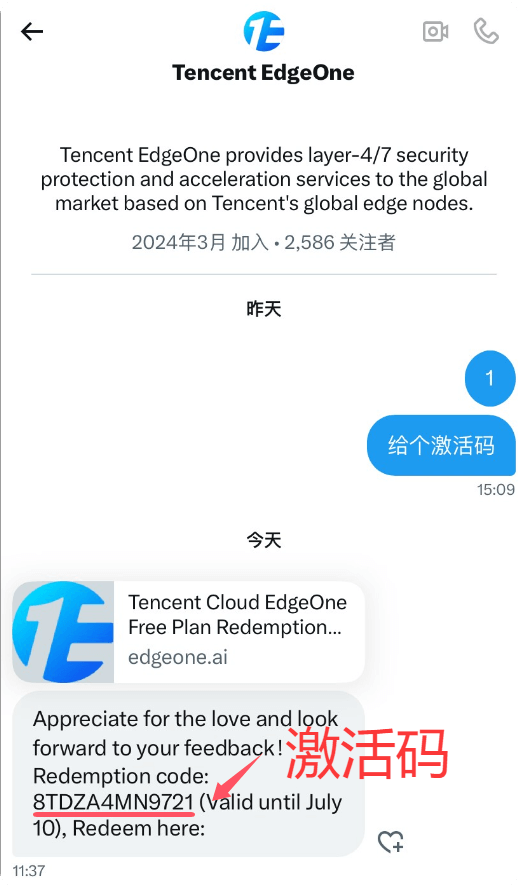 Tencent EdgeOne
Tencent EdgeOne provides layer-4/7 security
protection and acceleration services to the global
market based on Tencent's global edge nodes.
2024年3月 加入 • 2,586 关注者
昨天
1
给个激活码
15:09
今天
Tencent Cloud EdgeOne
Free Plan Redemption...
edgeone.ai
Appreciate for the love and look
forward to your feedback!
激活码
Redemption code:
8TDZA4MN9721 (Valid until July
10), Redeem here:
11:37